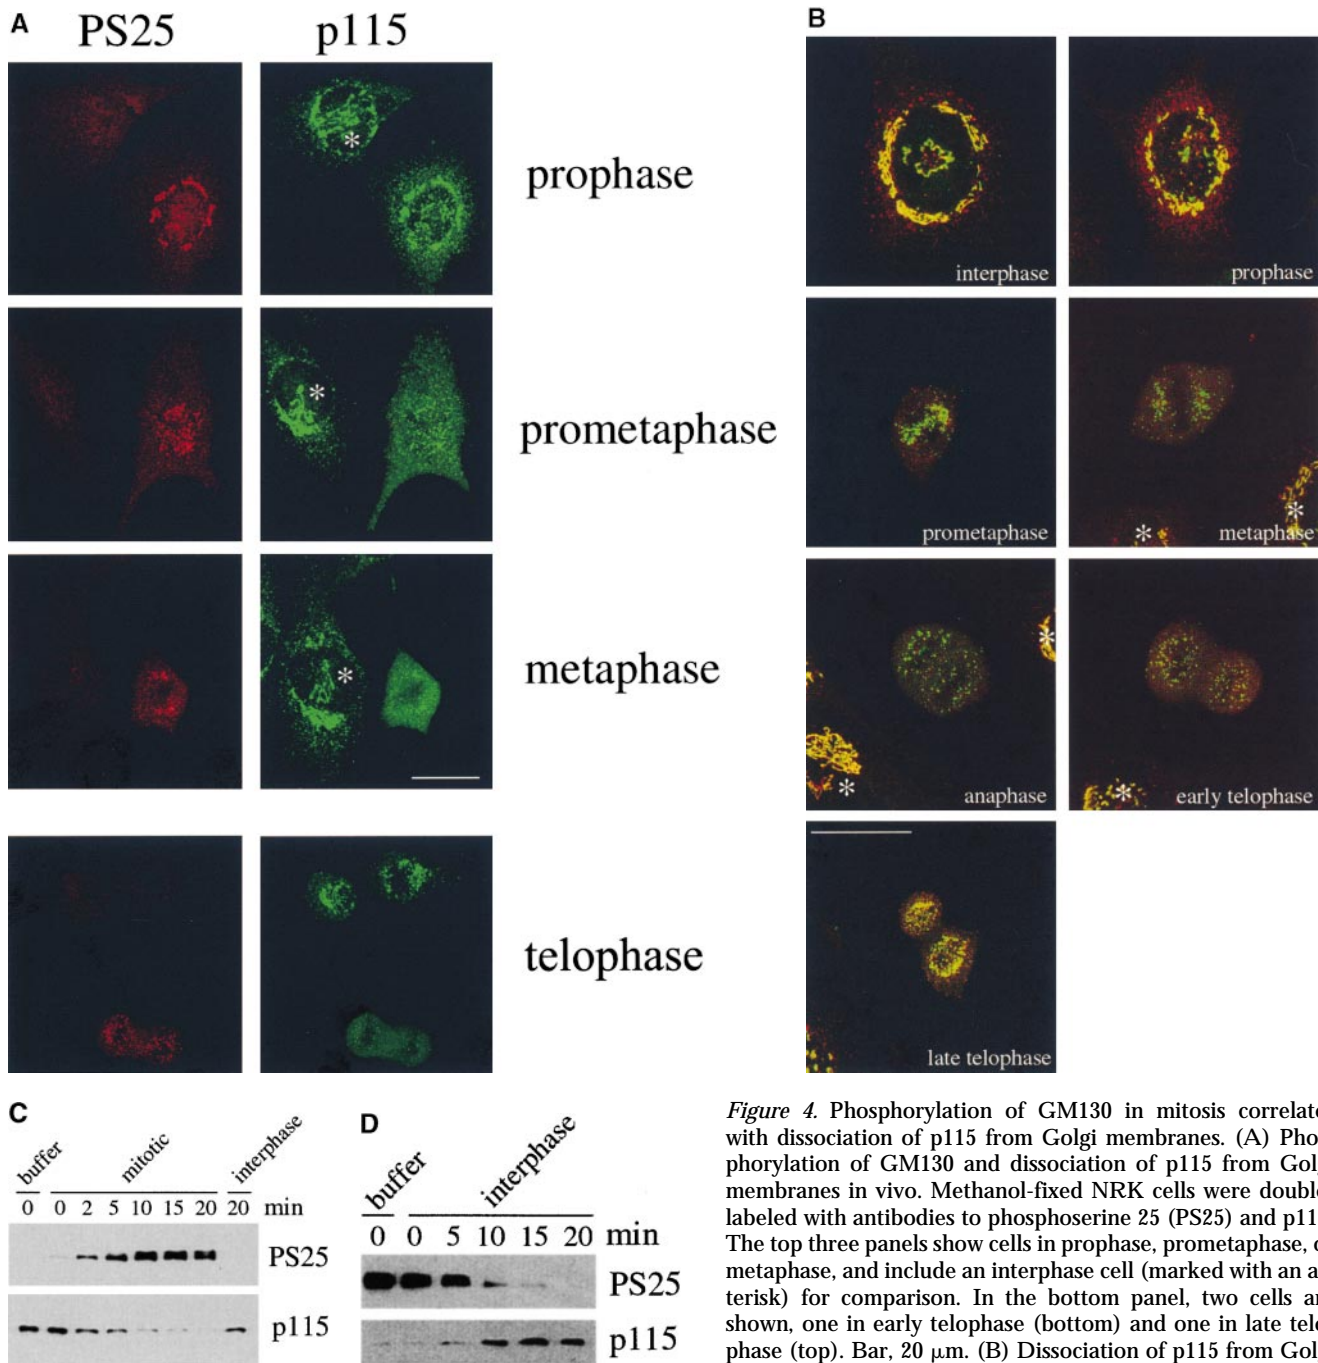 A
PS25 p115
prophase
*
prometaphase
*
metaphase
*
telophase
B
interphase
prophase
prometaphase
metaphase
* *
anaphase
* *
early telophase
*
late telophase
C
buffer mitotic interphase
0 0 2 5 10 15 20 20 min
PS25
p115
D
buffer interphase
0 0 5 10 15 20 min
PS25
p115
Figure 4. Phosphorylation of GM130 in mitosis correlate
with dissociation of p115 from Golgi membranes. (A) Phos
phorylation of GM130 and dissociation of p115 from Golg
membranes in vivo. Methanol-fixed NRK cells were double
labeled with antibodies to phosphoserine 25 (PS25) and p11
The top three panels show cells in prophase, prometaphase, o
metaphase, and include an interphase cell (marked with an as
terisk) for comparison. In the bottom panel, two cells ar
shown, one in early telophase (bottom) and one in late telo
phase (top). Bar, 20 μm. (B) Dissociation of p115 from Gol